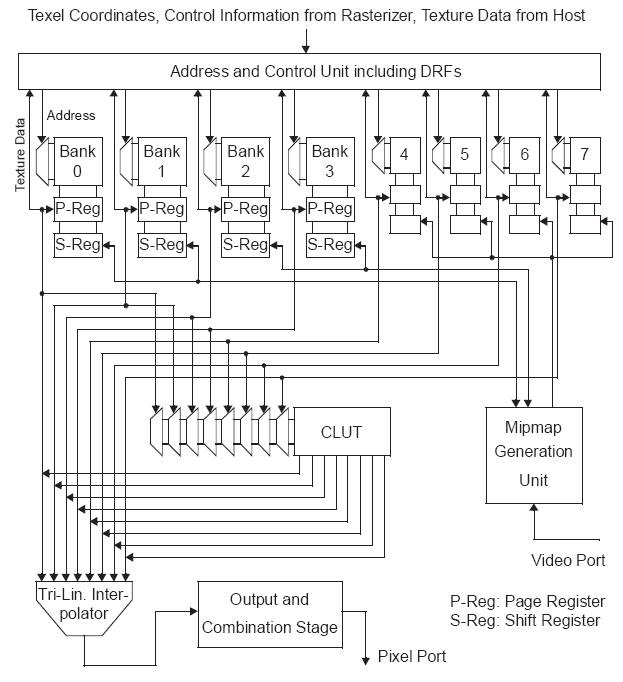 Texel Coordinates, Control Information from Rasterizer, Texture Data from Host
Address and Control Unit including DRFs
Texture Data
Address
Bank 0
Bank 1
Bank 2
Bank 3
4
5
6
7
P-Reg
P-Reg
P-Reg
P-Reg
S-Reg
S-Reg
S-Reg
S-Reg
CLUT
Mipmap
Generation
Unit
Video Port
Tri-Lin. Inter-
polator
Output and
Combination Stage
P-Reg: Page Register
S-Reg: Shift Register
Pixel Port